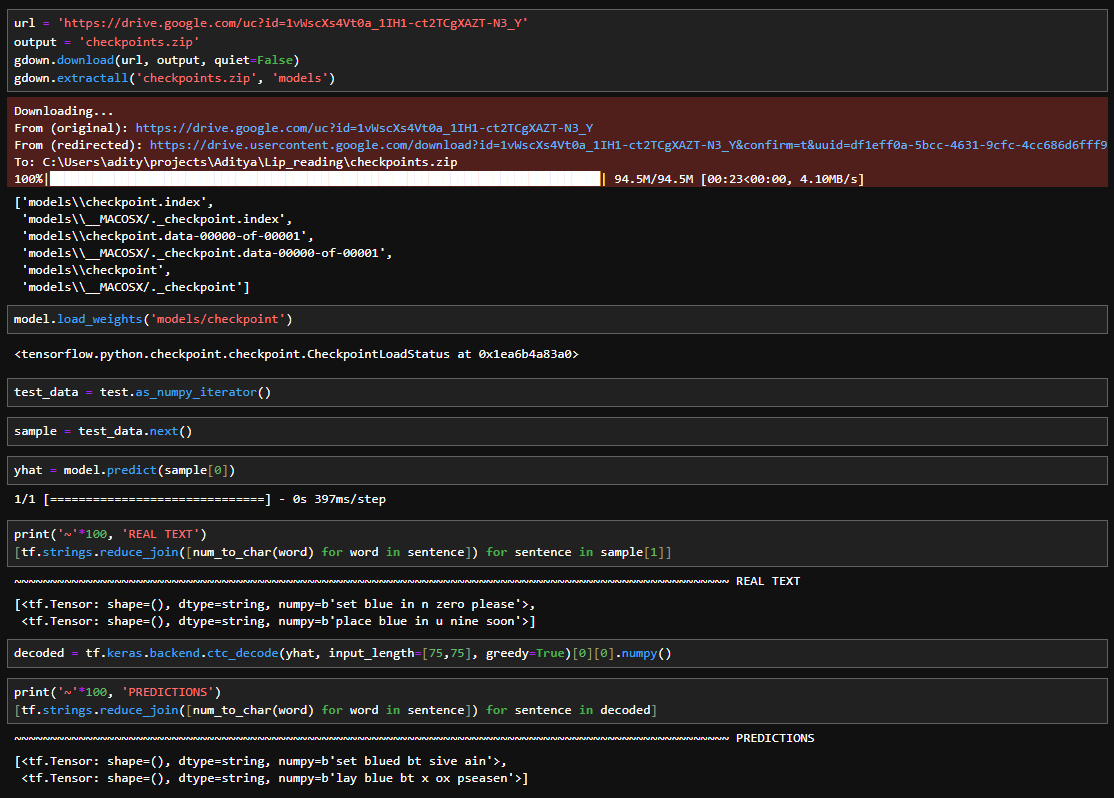 url = 'https://drive.google.com/uc?id=1vWscXs4Vt0a_1IH1-ct2TCgXAZT-N3_Y'
output = 'checkpoints.zip'
gdown.download(url, output, quiet=False)
gdown.extractall('checkpoints.zip', 'models')
Downloading...
From (original): https://drive.google.com/uc?id=1vWscXs4Vt0a_1IH1-ct2TCgXAZT-N3_Y
From (redirected): https://drive.usercontent.google.com/download?id=1vWscXs4Vt0a_1IH1-ct2TCgXAZT-N3_Y&confirm=t&uuid=df1eff0a-5bcc-4631-9cfc-4cc686d6fff9
To: C:\Users\adity\projects\Aditya\Lip_reading\checkpoints.zip
100%|██████████| 94.5M/94.5M [00:23<00:00, 4.10MB/s]
['models\\checkpoint.index',
'models\\__MACOSX/._checkpoint.index',
'models\\checkpoint.data-00000-of-00001',
'models\\__MACOSX/._checkpoint.data-00000-of-00001',
'models\\checkpoint',
'models\\__MACOSX/._checkpoint']
model.load_weights('models/checkpoint')
<tensorflow.python.checkpoint.checkpoint.CheckpointLoadStatus at 0x1ea6b4a83a0>
test_data = test.as_numpy_iterator()
sample = test_data.next()
yhat = model.predict(sample[0])
1/1 [==============================] - 0s 397ms/step
print('~'*100, 'REAL TEXT')
[tf.strings.reduce_join([num_to_char(word) for word in sentence]) for sentence in sample[1]]
~~~~~~~~~~~~~~~~~~~~~~~~~~~~~~~~~~~~~~~~~~~~~~~~~~~~~~~~~~~~~~~~~~~~~~~~~~~~~~~~~~~~~~~~~~~~~~~~~~~~ REAL TEXT
[<tf.Tensor: shape=(), dtype=string, numpy=b'set blue in n zero please'>,
<tf.Tensor: shape=(), dtype=string, numpy=b'place blue in u nine soon'>]
decoded = tf.keras.backend.ctc_decode(yhat, input_length=[75,75], greedy=True)[0][0].numpy()
print('~'*100, 'PREDICTIONS')
[tf.strings.reduce_join([num_to_char(word) for word in sentence]) for sentence in decoded]
~~~~~~~~~~~~~~~~~~~~~~~~~~~~~~~~~~~~~~~~~~~~~~~~~~~~~~~~~~~~~~~~~~~~~~~~~~~~~~~~~~~~~~~~~~~~~~~~~~~~ PREDICTIONS
[<tf.Tensor: shape=(), dtype=string, numpy=b'set blued bt sive ain'>,
<tf.Tensor: shape=(), dtype=string, numpy=b'lay blue bt x ox pseasen'>]